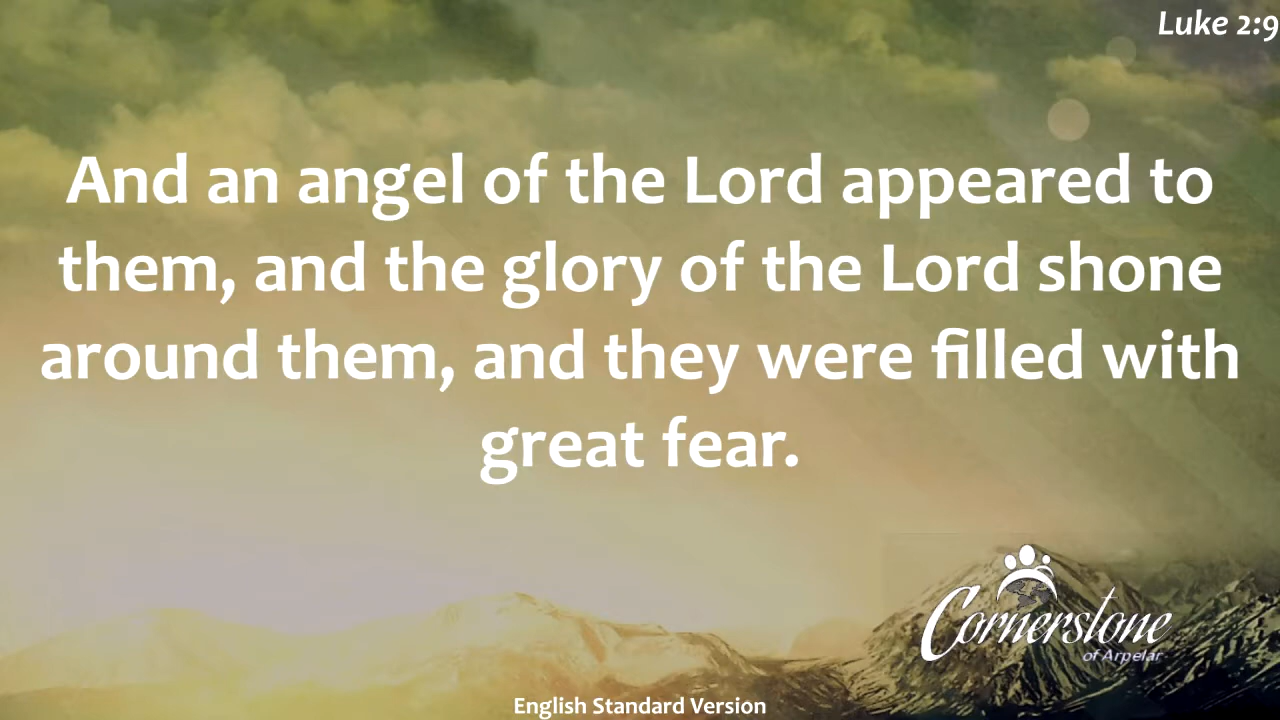 Luke 2:9
And an angel of the Lord appeared to
them, and the glory of the Lord shone
around them, and they were filled with
great fear.
Cornerstone
of Arpelar
English Standard Version